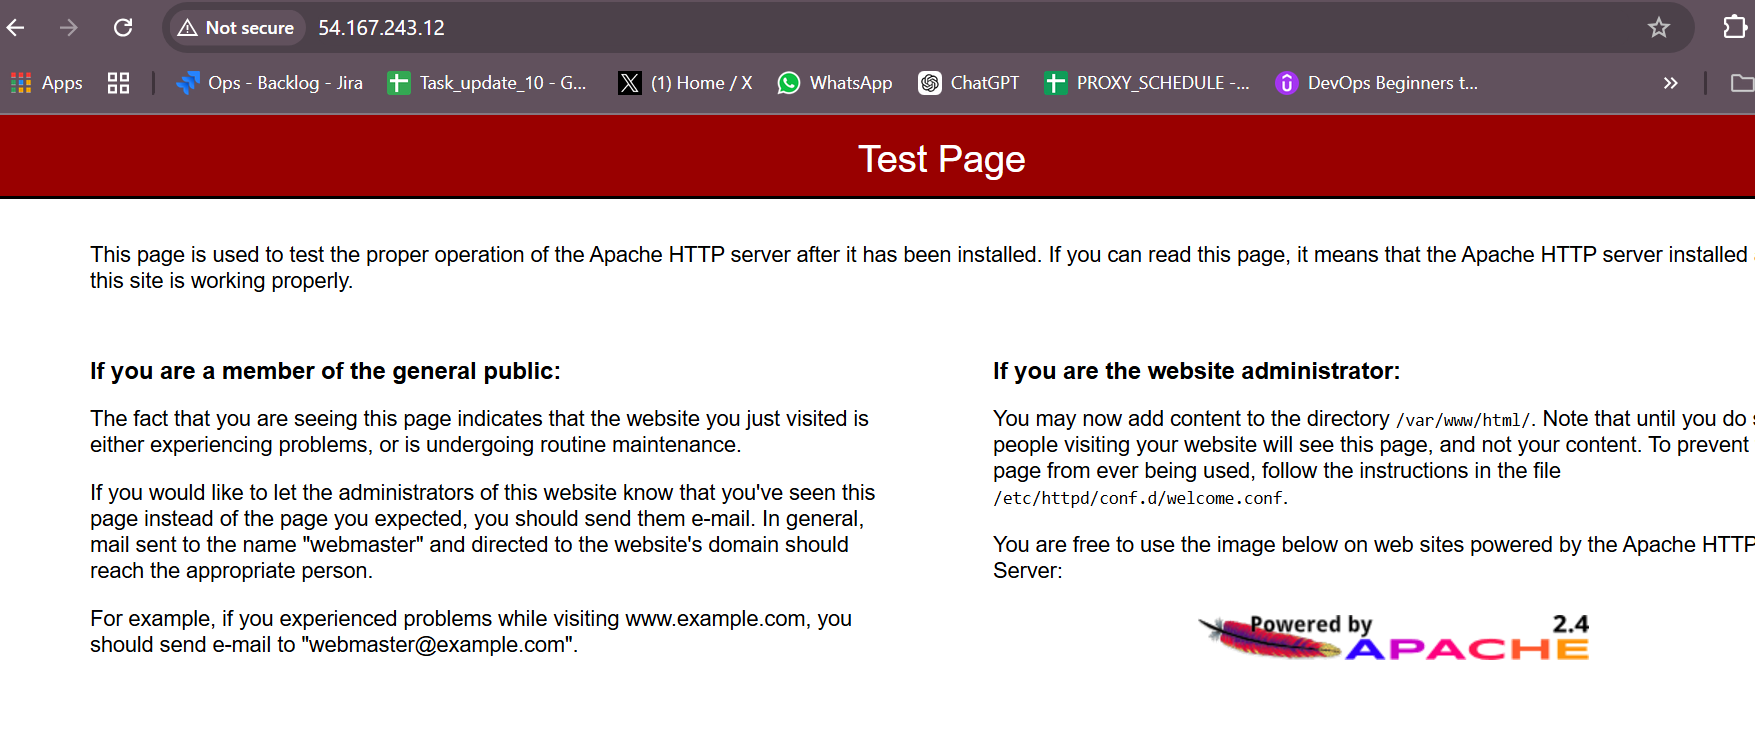 Not secure 54.167.243.12
Apps Ops - Backlog - Jira Task_update_10 - G... (1) Home / X WhatsApp ChatGPT PROXY_SCHEDULE -... DevOps Beginners t...
Test Page
This page is used to test the proper operation of the Apache HTTP server after it has been installed. If you can read this page, it means that the Apache HTTP server installed
this site is working properly.
If you are a member of the general public:
The fact that you are seeing this page indicates that the website you just visited is
either experiencing problems, or is undergoing routine maintenance.
If you would like to let the administrators of this website know that you've seen this
page instead of the page you expected, you should send them e-mail. In general,
mail sent to the name "webmaster" and directed to the website's domain should
reach the appropriate person.
For example, if you experienced problems while visiting www.example.com, you
should send e-mail to "webmaster@example.com".
If you are the website administrator:
You may now add content to the directory /var/www/html/. Note that until you do
people visiting your website will see this page, and not your content. To prevent
page from ever being used, follow the instructions in the file
/etc/httpd/conf.d/welcome.conf.
You are free to use the image below on web sites powered by the Apache HTTP
Server:
Powered by 2.4
APACHE